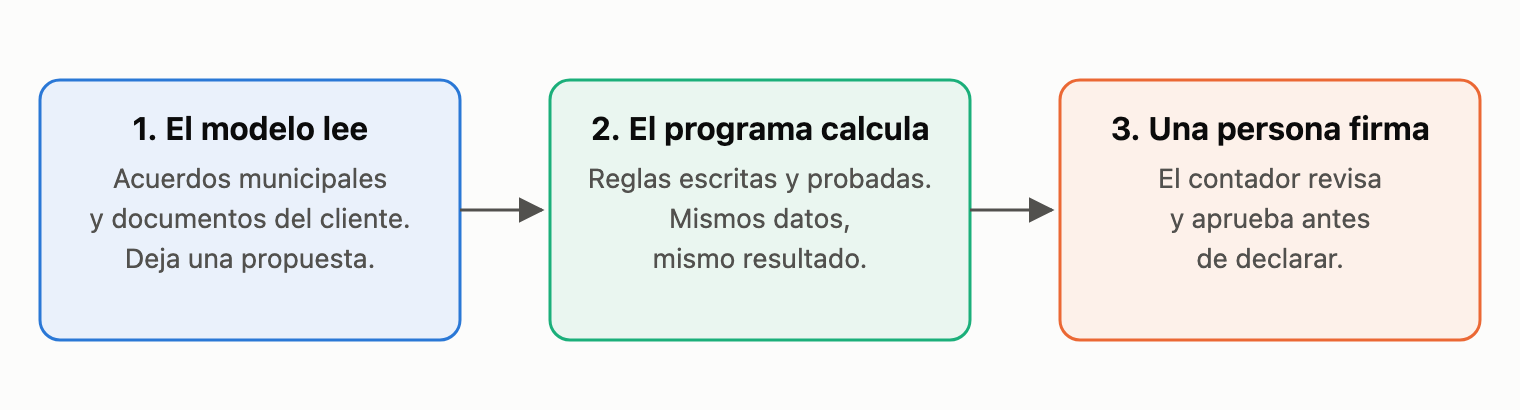 1. El modelo lee
Acuerdos municipales
y documentos del cliente.
Deja una propuesta.
2. El programa calcula
Reglas escritas y probadas.
Mismos datos,
mismo resultado.
3. Una persona firma
El contador revisa
y aprueba antes
de declarar.